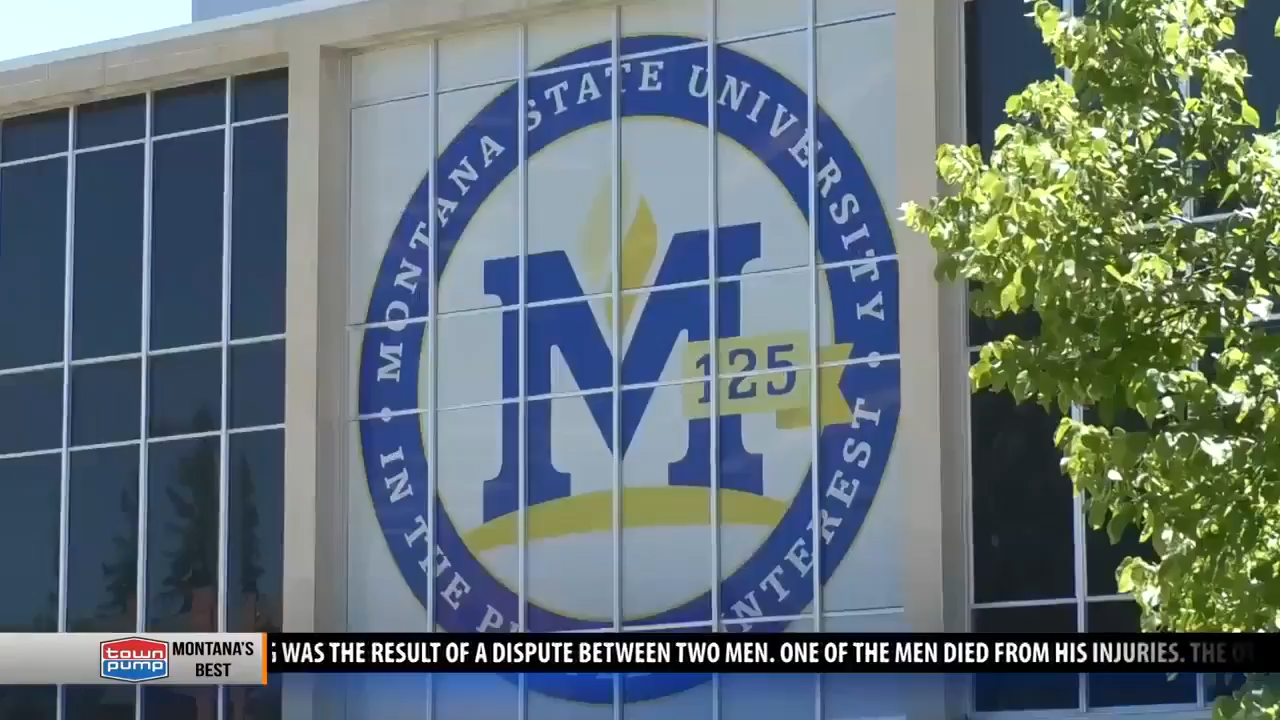 MONTANA STATE UNIVERSITY
125
IN THE INTEREST
town pump
MONTANA'S BEST
WAS THE RESULT OF A DISPUTE BETWEEN TWO MEN. ONE OF THE MEN DIED FROM HIS INJURIES. THE